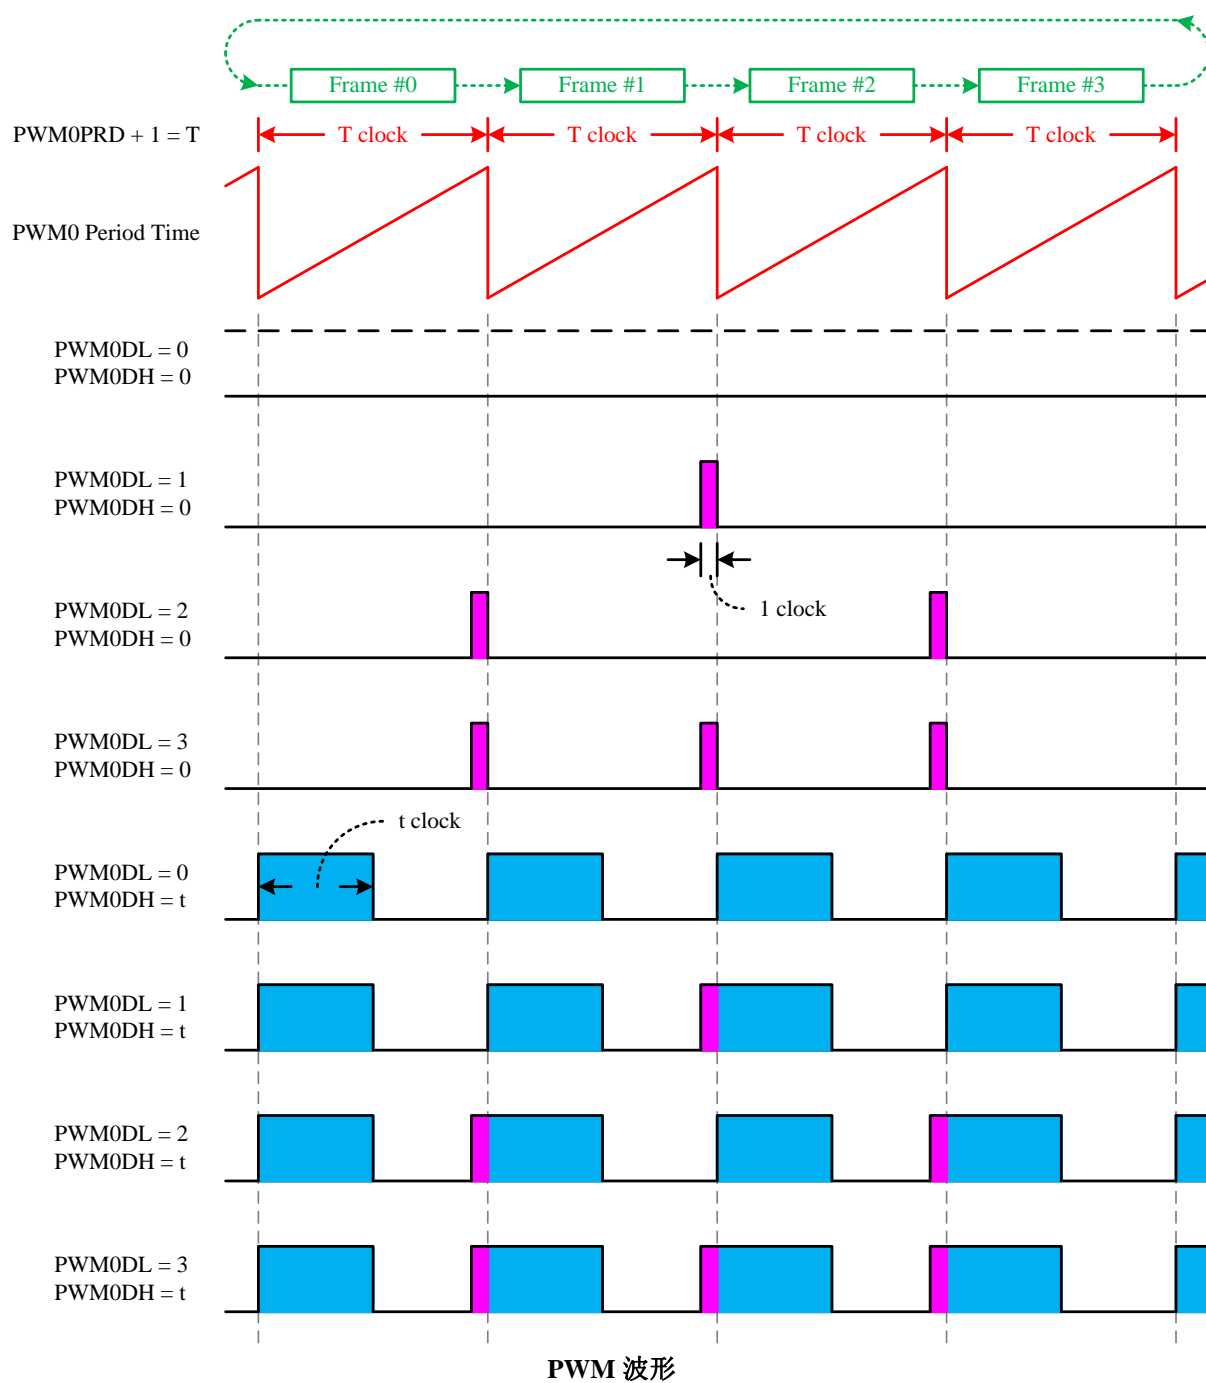 Frame #0
Frame #1
Frame #2
Frame #3
PWM0PRD + 1 = T
T clock
T clock
T clock
T clock
PWM0 Period Time
PWM0DL = 0
PWM0DH = 0
PWM0DL = 1
PWM0DH = 0
1 clock
PWM0DL = 2
PWM0DH = 0
PWM0DL = 3
PWM0DH = 0
t clock
PWM0DL = 0
PWM0DH = t
PWM0DL = 1
PWM0DH = t
PWM0DL = 2
PWM0DH = t
PWM0DL = 3
PWM0DH = t
PWM 波形